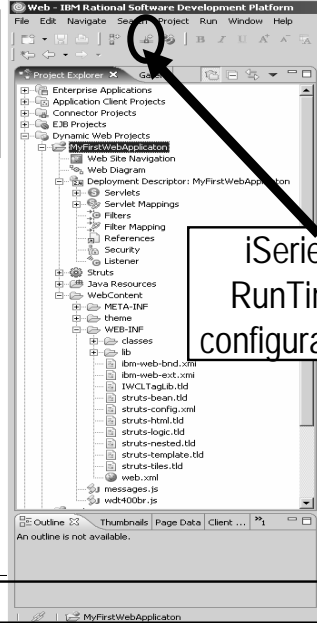 Web - IBM Rational Software Development Platform
File Edit Navigate Search Project Run Window Help
B I U A A
Project Explorer
Enterprise Applications
Application Client Projects
Connector Projects
EJB Projects
Dynamic Web Projects
MyFirstWebApplicaton
Web Site Navigation
Web Diagram
Deployment Descriptor: MyFirstWebApplicaton
Servlets
Servlet Mappings
Filters
Filter Mapping
References
Security
Listener
Struts
Java Resources
WebContent
META-INF
theme
WEB-INF
classes
lib
ibm-web-bnd.xmi
ibm-web-ext.xmi
IWCLTagLib.tld
struts-bean.tld
struts-config.xml
struts-html.tld
struts-logic.tld
struts-nested.tld
struts-template.tld
struts-tiles.tld
web.xml
messages.js
wdt400br.js
iSerie
RunTi
configura
Outline Thumbnails Page Data Client ... »1
An outline is not available.
MyFirstWebApplicaton